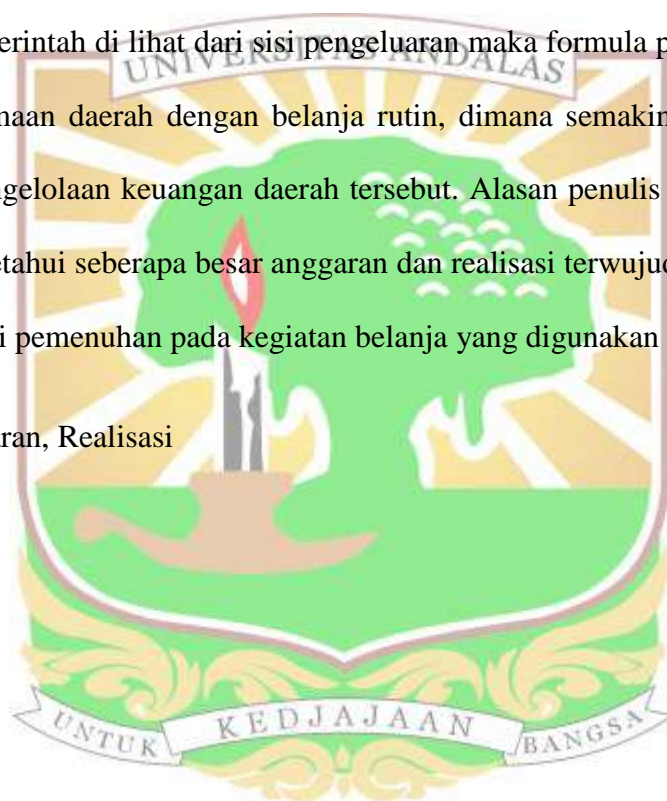 erintah di lihat dari sisi pengeluaran maka formula p
UNIVERSITAS ANDALAS
naan daerah dengan belanja rutin, dimana semakin
ngelolaan keuangan daerah tersebut. Alasan penulis
etahui seberapa besar anggaran dan realisasi terwujud
i pemenuhan pada kegiatan belanja yang digunakan
ran, Realisasi
UNTUK KEDJAJAAN BANGSA